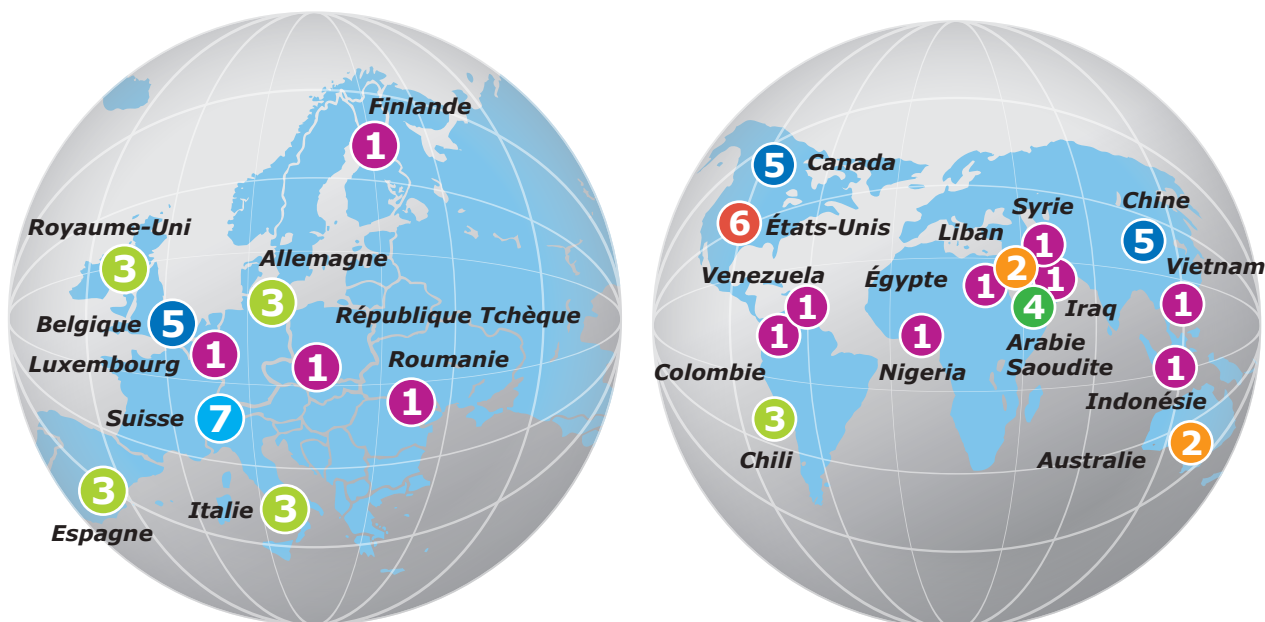 Finlande
1
Royaume-Uni
3
Allemagne
3
Belgique
5
République Tchèque
Luxembourg
1
1
Roumanie
1
Suisse
7
Espagne
3
Italie
3
Canada
5
États-Unis
6
Syrie
1
Chine
5
Liban
2
Venezuela
1
Égypte
1
Iraq
1
Vietnam
1
Colombie
1
Nigeria
1
4
Arabie
Saoudite
1
Indonésie
Chili
3
Australie
2